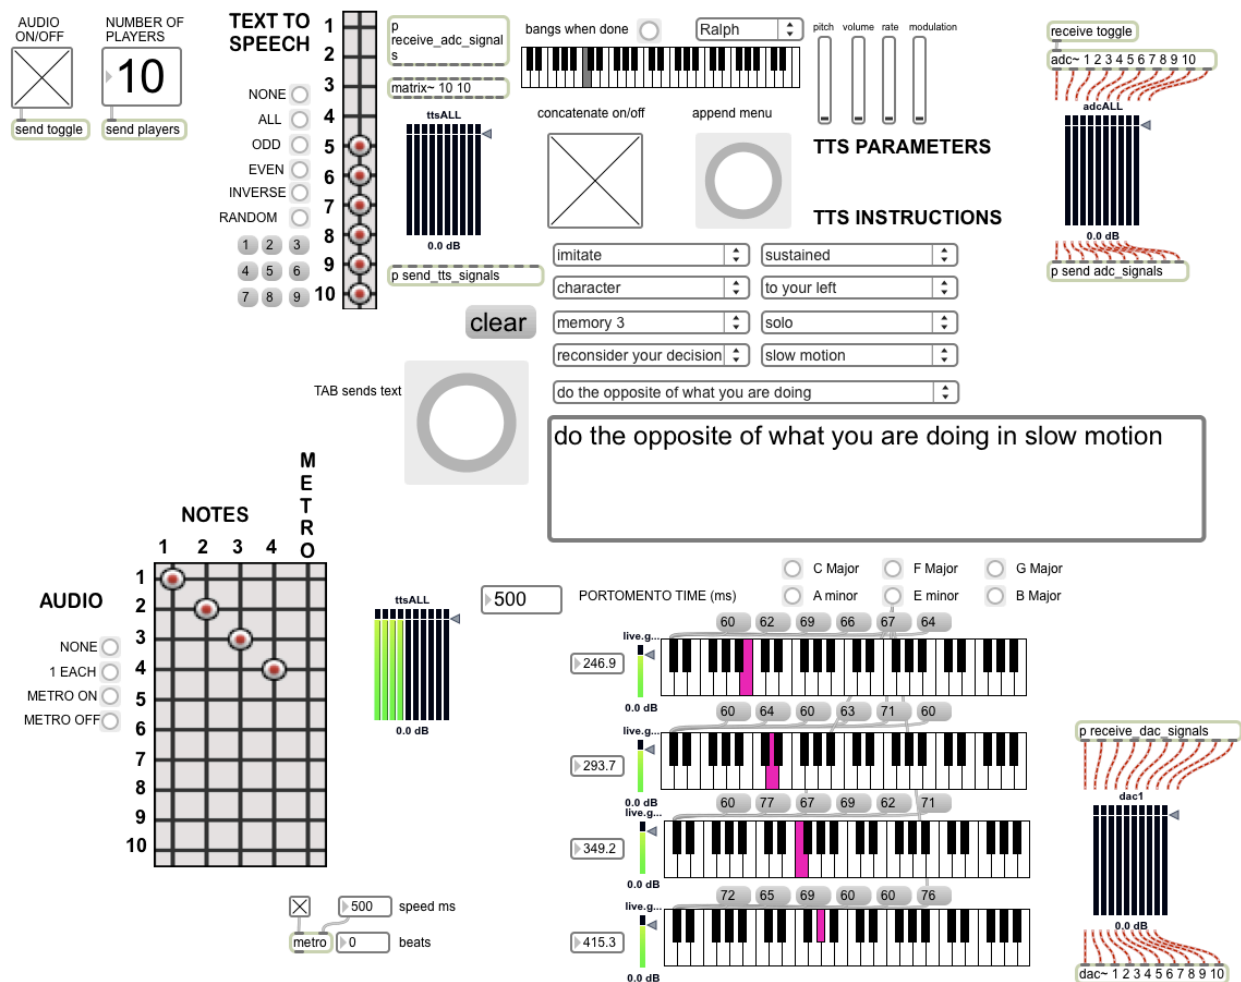 AUDIO
ON/OFF
send toggle
NUMBER OF
PLAYERS
10
send players
TEXT TO
SPEECH
NONE
ALL
ODD
EVEN
INVERSE
RANDOM
1 2 3
4 5 6
7 8 9
1
2
3
4
5
6
7
8
9
10
p
receive_adc_signal
s
matrix~ 10 10
ttsALL
0.0 dB
p send_tts_signals
bangs when done
Ralph
concatenate on/off
append menu
pitch volume rate modulation
TTS PARAMETERS
TTS INSTRUCTIONS
receive toggle
adc~ 1 2 3 4 5 6 7 8 9 10
adcALL
0.0 dB
p send adc_signals
imitate
sustained
character
to your left
memory 3
solo
reconsider your decision
slow motion
do the opposite of what you are doing
clear
TAB sends text
do the opposite of what you are doing in slow motion
M
E
T
R
O
NOTES
1 2 3 4
AUDIO
NONE
1 EACH
METRO ON
METRO OFF
1
2
3
4
5
6
7
8
9
10
ttsALL
0.0 dB
500
PORTOMENTO TIME (ms)
C Major
F Major
G Major
A minor
E minor
B Major
60 62 69 66 67 64
live.g...
246.9
0.0 dB
60 64 60 63 71 60
live.g...
293.7
0.0 dB
60 77 67 69 62 71
live.g...
349.2
0.0 dB
72 65 69 60 60 76
live.g...
415.3
0.0 dB
500
speed ms
metro
0
beats
p receive_dac_signals
dac1
0.0 dB
dac~ 1 2 3 4 5 6 7 8 9 10